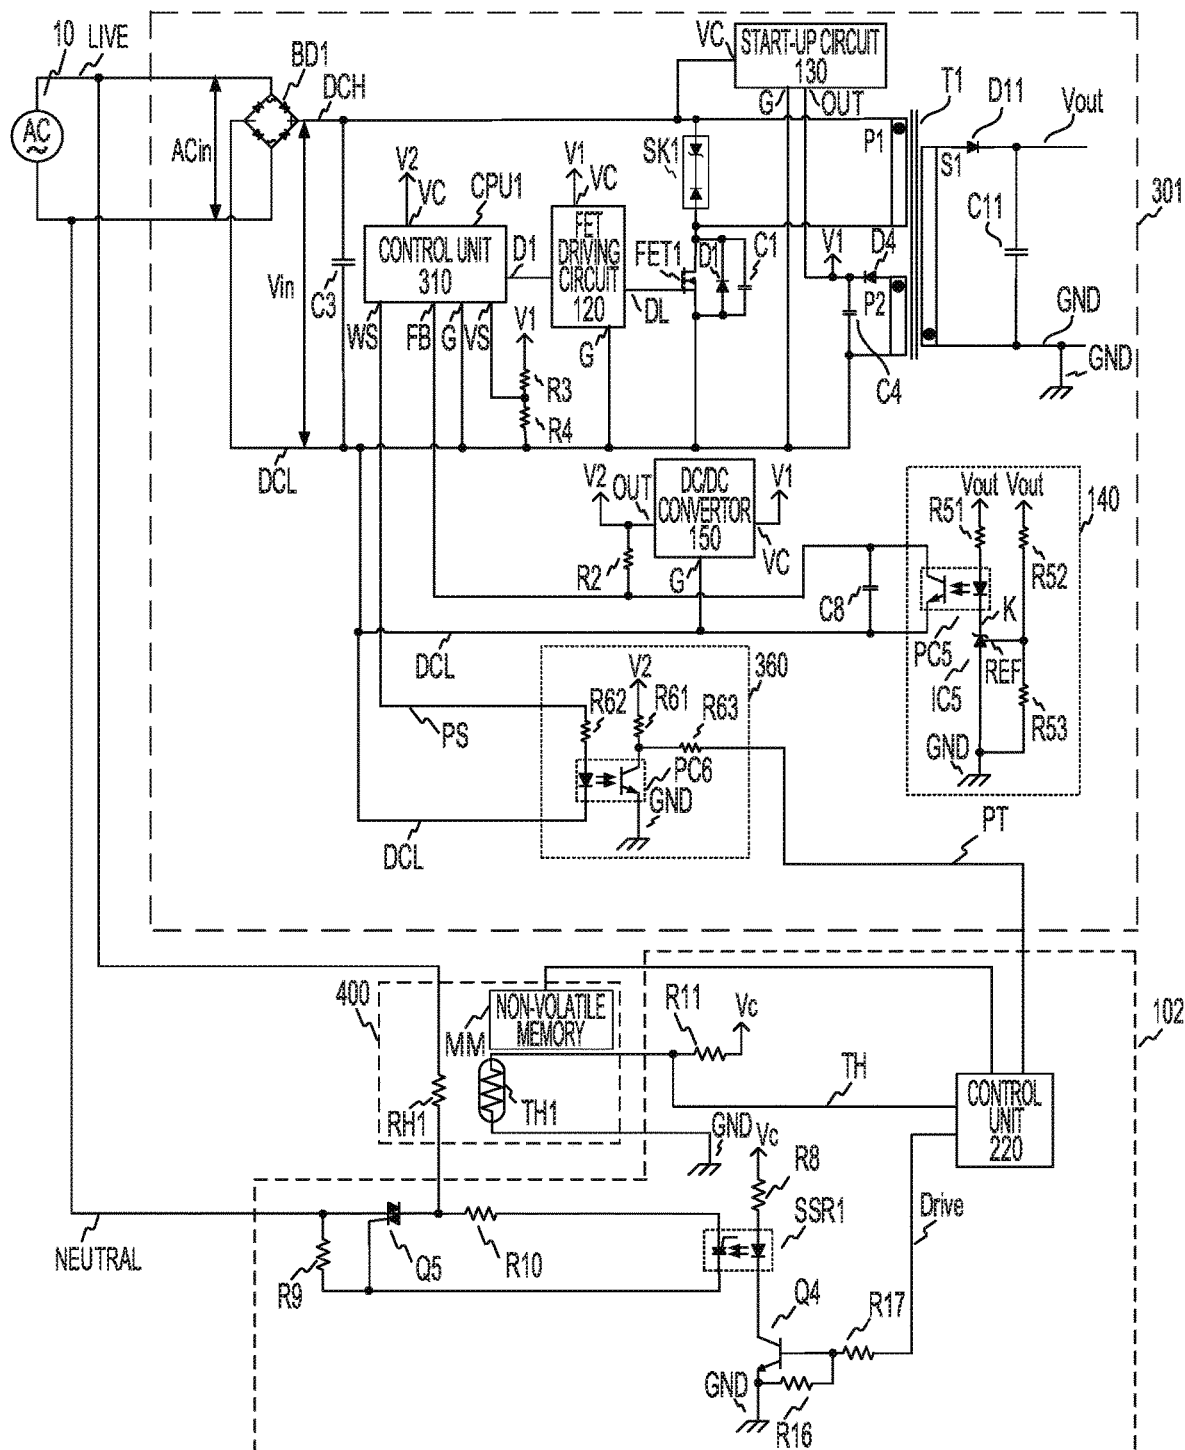 10
LIVE
BD1
DCH
AC
ACin
VC
START-UP CIRCUIT
130
G
OUT
T1
D11
Vout
P1
S1
SK1
C11
301
V2
VC
CPU1
V1
VC
CONTROL UNIT
310
D1
FET
DRIVING
CIRCUIT
120
FET1
D1
C1
V1
D4
P2
Vin
C3
WS
FB
G
VS
V1
G
DL
GND
GND
C4
R3
R4
DCL
V2
OUT
DC/DC
CONVERTOR
150
V1
VC
G
R2
C8
Vout
Vout
140
R51
R52
K
PC5
REF
IC5
R53
GND
DCL
V2
360
R62
R61
R63
PS
PC6
GND
DCL
PT
400
NON-VOLATILE
MEMORY
MM
R11
Vc
102
TH
TH1
RH1
CONTROL
UNIT
220
GND
Vc
R8
SSR1
Drive
NEUTRAL
R9
Q5
R10
Q4
R17
GND
R16